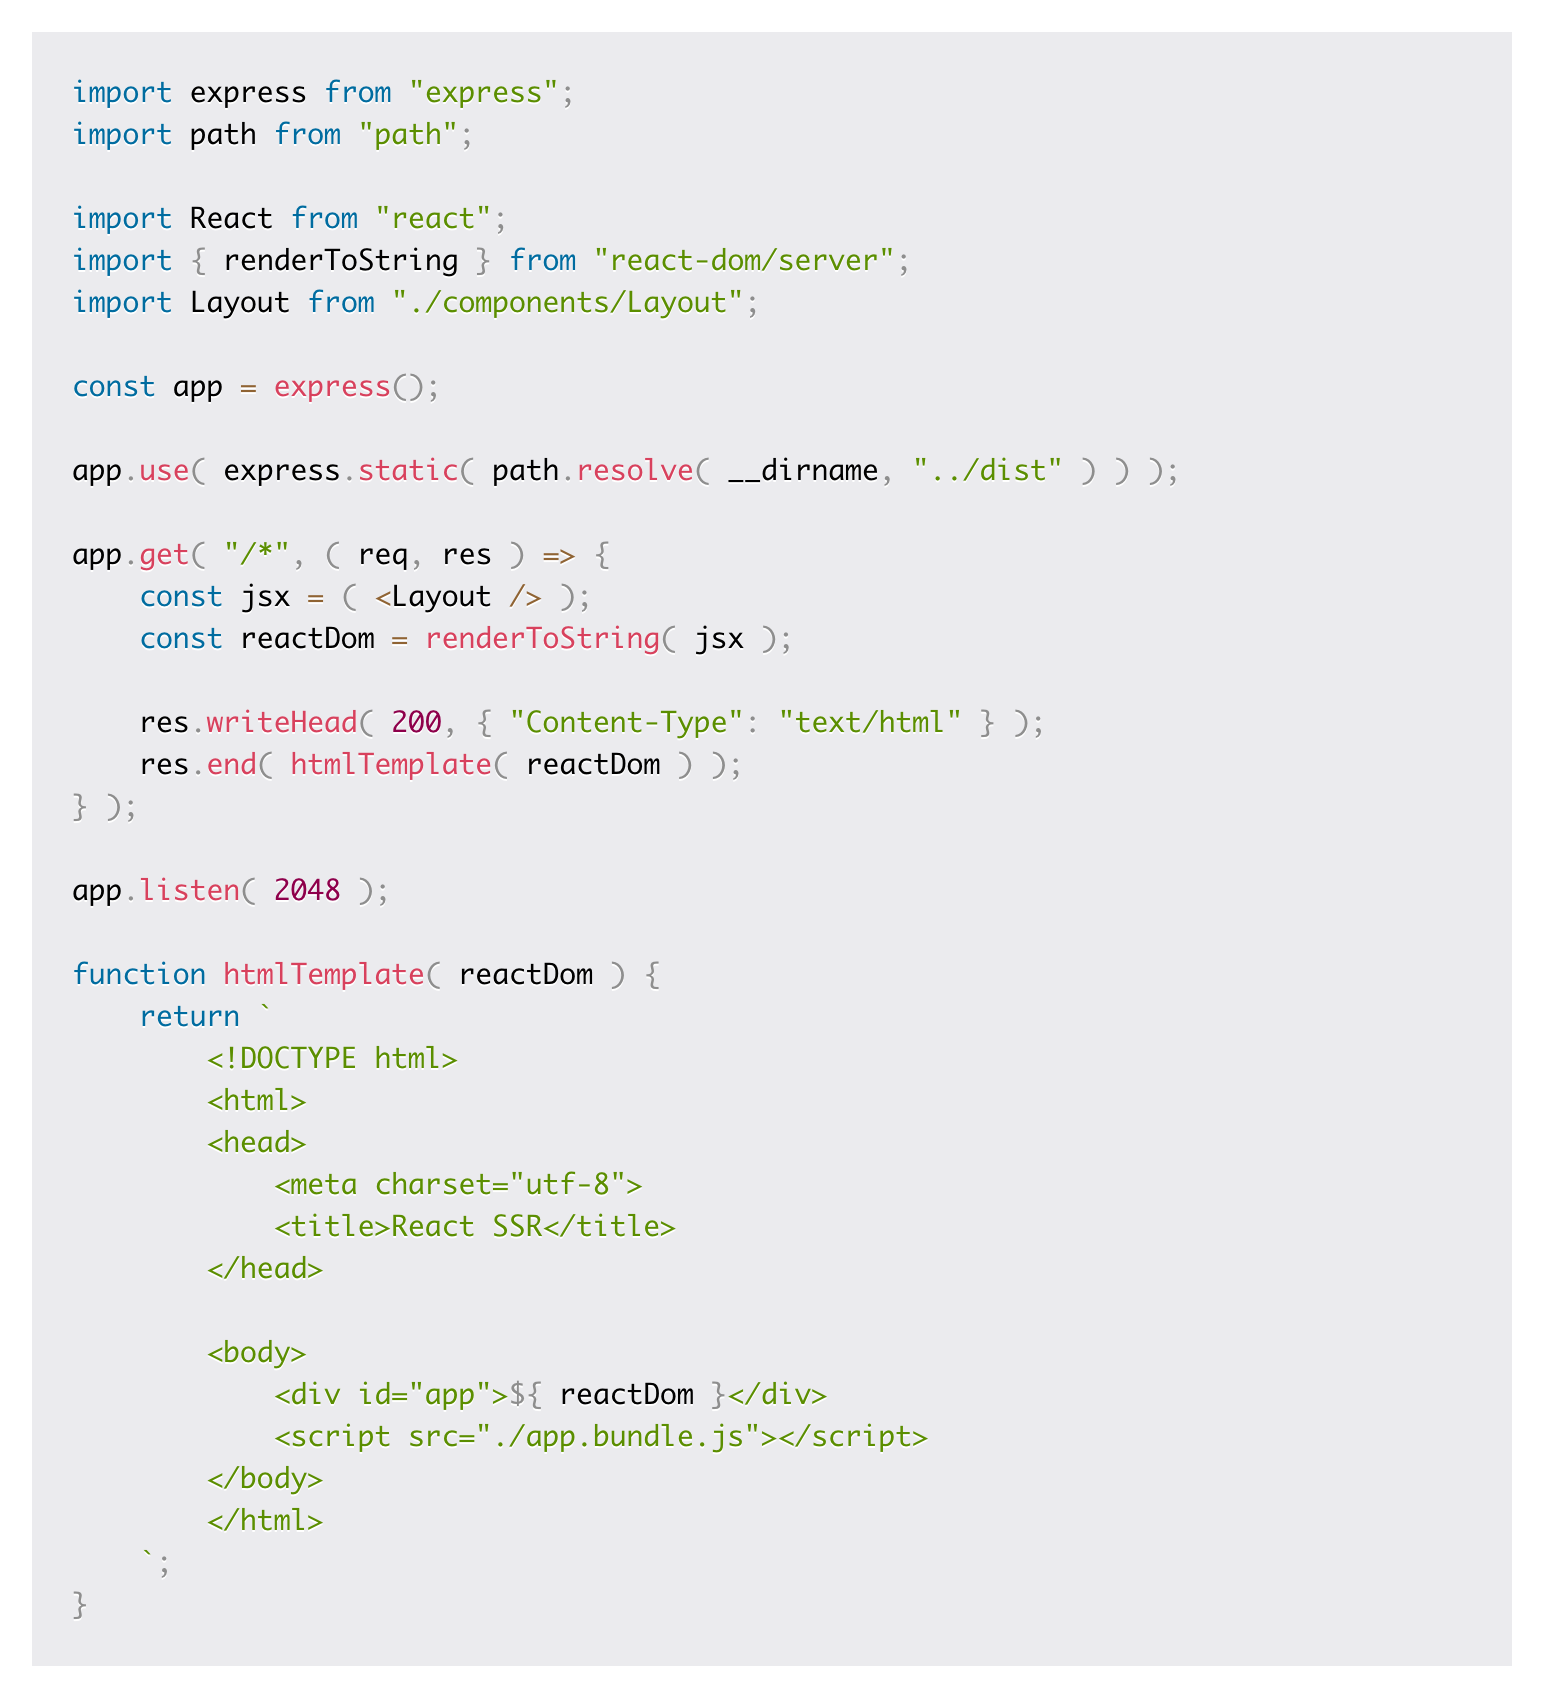 import express from "express";
import path from "path";

import React from "react";
import { renderToString } from "react-dom/server";
import Layout from "./components/Layout";

const app = express();

app.use( express.static( path.resolve( __dirname, "../dist" ) ) );

app.get( "/*", ( req, res ) => {
    const jsx = ( <Layout /> );
    const reactDom = renderToString( jsx );

    res.writeHead( 200, { "Content-Type": "text/html" } );
    res.end( htmlTemplate( reactDom ) );
} );

app.listen( 2048 );

function htmlTemplate( reactDom ) {
    return `
        <!DOCTYPE html>
        <html>
        <head>
            <meta charset="utf-8">
            <title>React SSR</title>
        </head>

        <body>
            <div id="app">${ reactDom }</div>
            <script src="./app.bundle.js"></script>
        </body>
        </html>
    `;
}